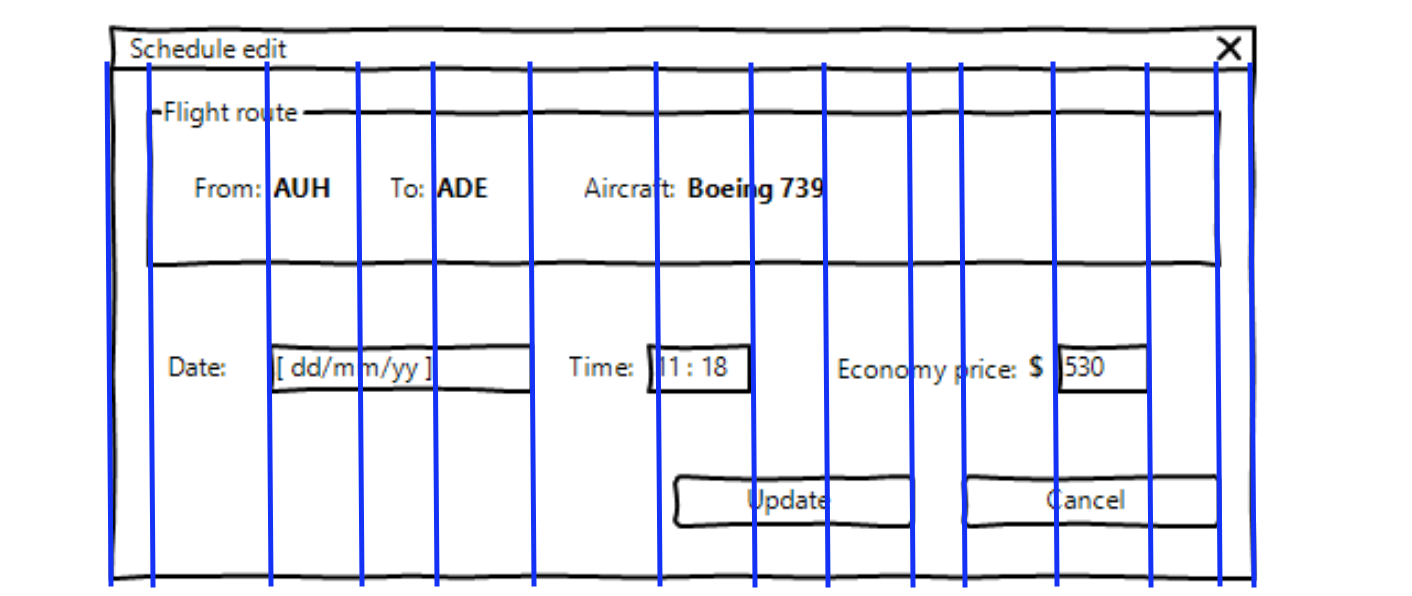 Schedule edit
Flight route
From: AUH To: ADE Aircraft: Boeing 739
Date: [ dd/mm/yy ] Time: 11 : 18 Economy price: $ 530
Update Cancel